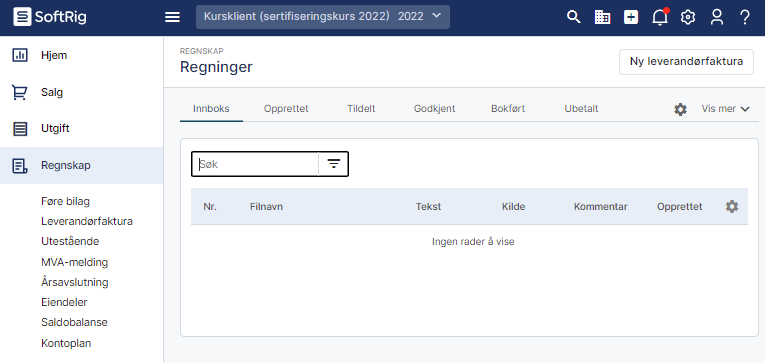 SoftRig
Kursklient (sertifiseringskurs 2022) 2022
Hjem
Salg
Utgift
Regnskap
Føre bilag
Leverandørfaktura
Utestående
MVA-melding
Årsavslutning
Eiendeler
Saldobalanse
Kontoplan
REGNSKAP
Regninger
Ny leverandørfaktura
Innboks Opprettet Tildelt Godkjent Bokført Ubetalt Vis mer
Søk
Nr. Filnavn Tekst Kilde Kommentar Opprettet
Ingen rader å vise